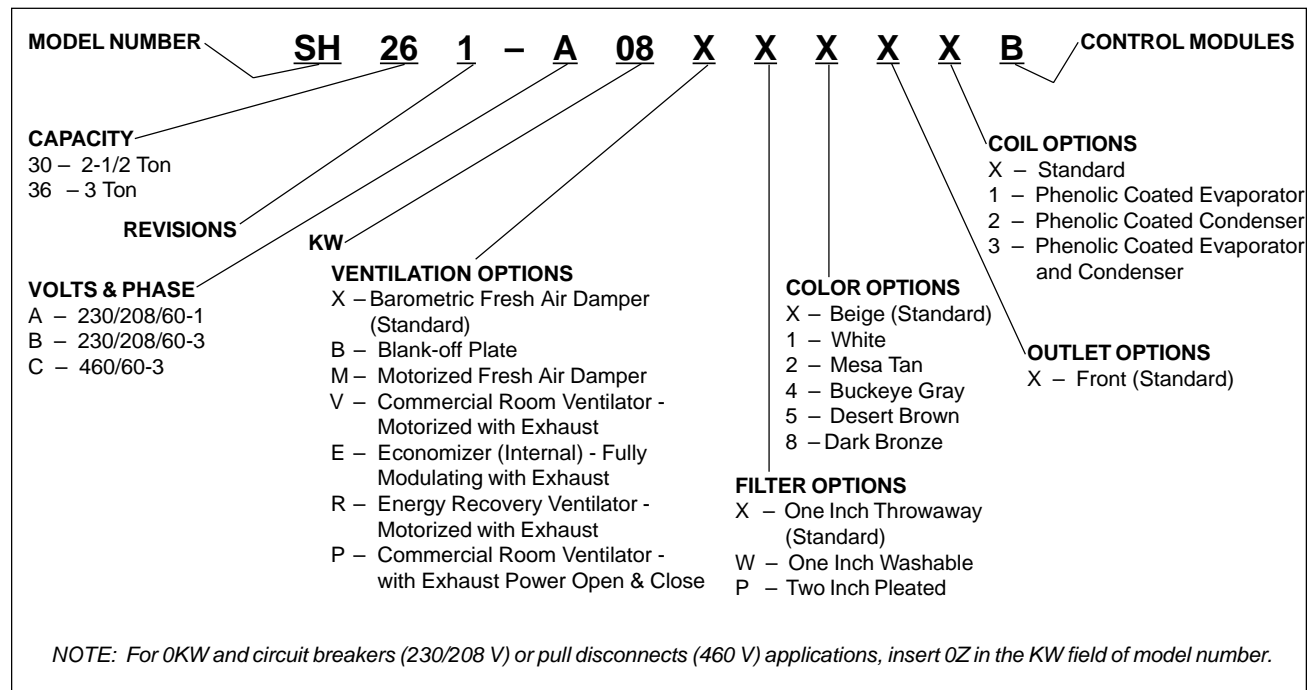 MODEL NUMBER SH 26 1 – A 08 X X X X X B CONTROL MODULES
CAPACITY
30 – 2-1/2 Ton
36 – 3 Ton
REVISIONS
VOLTS & PHASE
A – 230/208/60-1
B – 230/208/60-3
C – 460/60-3
KW
VENTILATION OPTIONS
X – Barometric Fresh Air Damper
(Standard)
B – Blank-off Plate
M – Motorized Fresh Air Damper
V – Commercial Room Ventilator -
Motorized with Exhaust
E – Economizer (Internal) - Fully
Modulating with Exhaust
R – Energy Recovery Ventilator -
Motorized with Exhaust
P – Commercial Room Ventilator -
with Exhaust Power Open & Close
FILTER OPTIONS
X – One Inch Throwaway
(Standard)
W – One Inch Washable
P – Two Inch Pleated
COLOR OPTIONS
X – Beige (Standard)
1 – White
2 – Mesa Tan
4 – Buckeye Gray
5 – Desert Brown
8 – Dark Bronze
OUTLET OPTIONS
X – Front (Standard)
COIL OPTIONS
X – Standard
1 – Phenolic Coated Evaporator
2 – Phenolic Coated Condenser
3 – Phenolic Coated Evaporator
and Condenser
NOTE: For 0KW and circuit breakers (230/208 V) or pull disconnects (460 V) applications, insert 0Z in the KW field of model number.